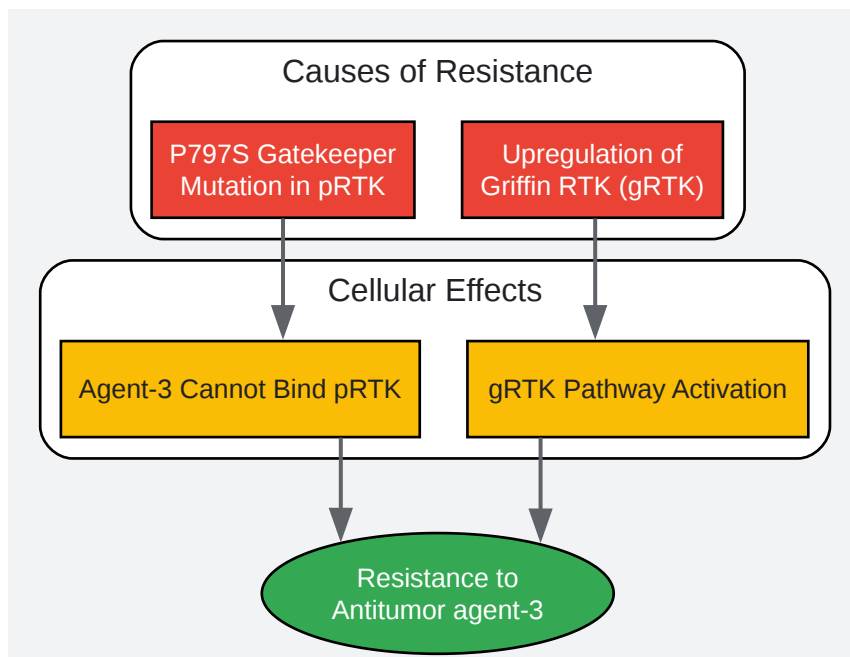 Causes of Resistance
P797S Gatekeeper
Mutation in pRTK
Upregulation of
Griffin RTK (gRTK)
Cellular Effects
Agent-3 Cannot Bind pRTK
gRTK Pathway Activation
Resistance to
Antitumor agent-3